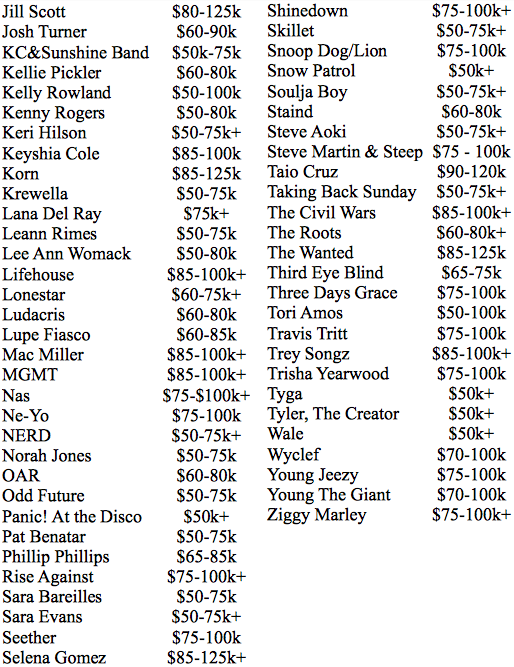 Jill Scott $80-125k
Josh Turner $60-90k
KC&Sunshine Band $50k-75k
Kellie Pickler $60-80k
Kelly Rowland $50-100k
Kenny Rogers $50-80k
Keri Hilson $50-75k+
Keyshia Cole $85-100k
Korn $85-125k
Krewella $50-75k
Lana Del Ray $75k+
Leann Rimes $50-75k
Lee Ann Womack $50-80k
Lifehouse $85-100k+
Lonestar $60-75k+
Ludacris $60-80k
Lupe Fiasco $60-85k
Mac Miller $85-100k+
MGMT $85-100k+
Nas $75-$100k+
Ne-Yo $75-100k
NERD $50-75k+
Norah Jones $50-75k
OAR $60-80k
Odd Future $50-75k
Panic! At the Disco $50k+
Pat Benatar $50-75k
Phillip Phillips $65-85k
Rise Against $75-100k+
Sara Bareilles $50-75k
Sara Evans $50-75k+
Seether $75-100k
Selena Gomez $85-125k+
Shinedown $75-100k+
Skillet $50-75k+
Snoop Dog/Lion $75-100k
Snow Patrol $50k+
Soulja Boy $50-75k+
Staind $60-80k
Steve Aoki $50-75k+
Steve Martin & Steep $75 - 100k
Taio Cruz $90-120k
Taking Back Sunday $50-75k+
The Civil Wars $85-100k+
The Roots $60-80k+
The Wanted $85-125k
Third Eye Blind $65-75k
Three Days Grace $75-100k
Tori Amos $50-100k
Travis Tritt $75-100k
Trey Songz $85-100k+
Trisha Yearwood $75-100k
Tyga $50k+
Tyler, The Creator $50k+
Wale $50k+
Wyclef $70-100k
Young Jeezy $75-100k
Young The Giant $70-100k
Ziggy Marley $75-100k+